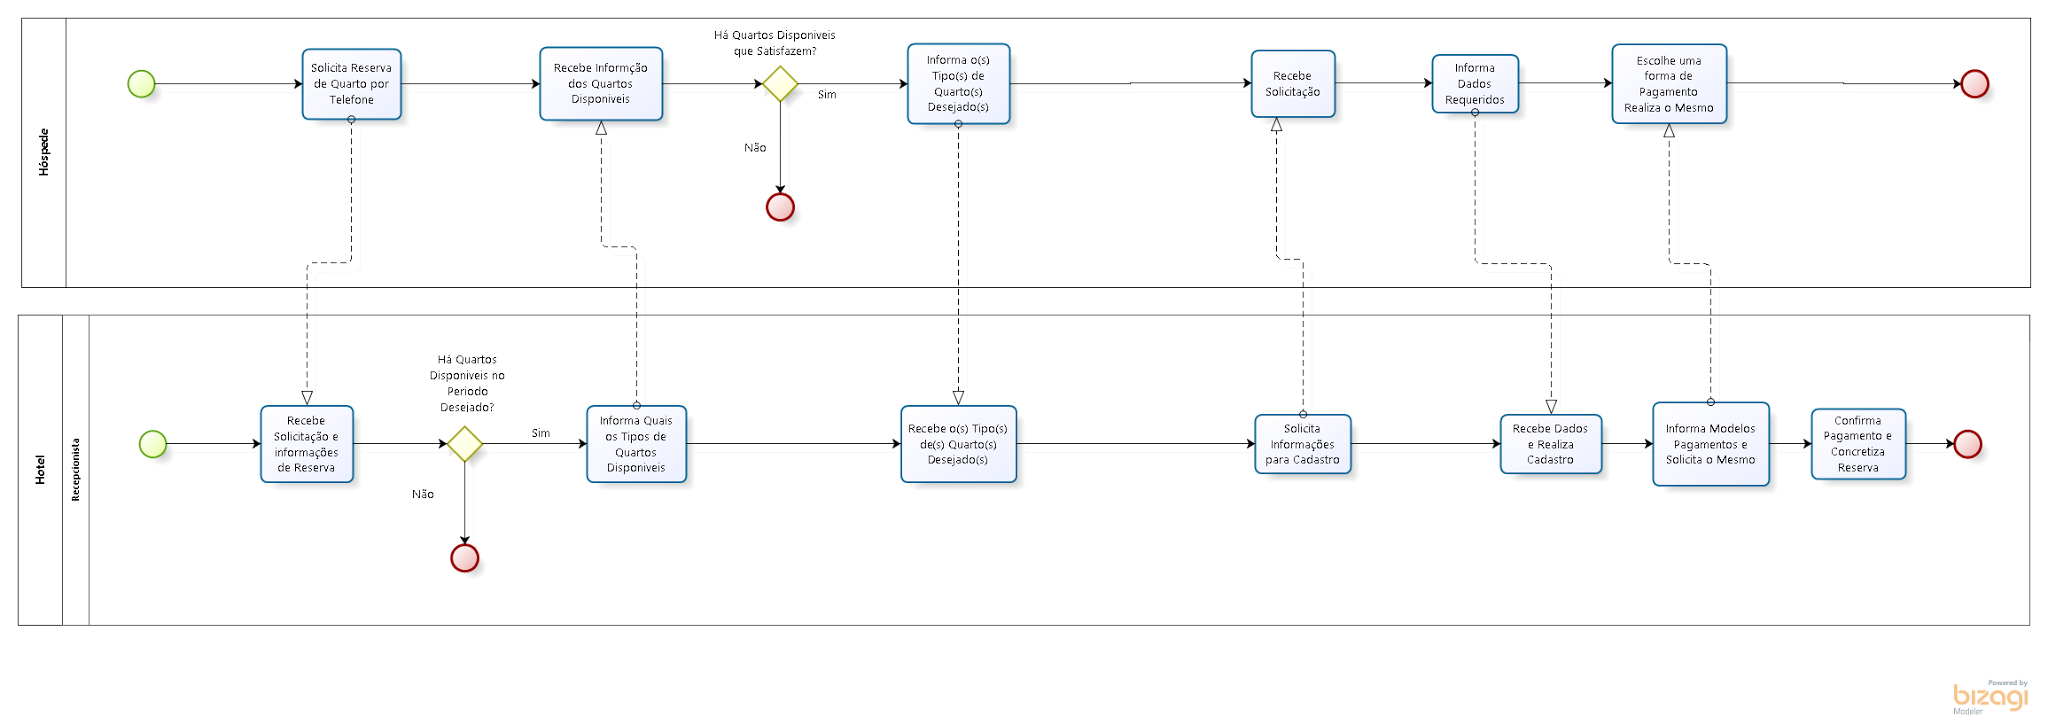 Hóspede
Solicita Reserva
de Quarto por
Telefone
Recebe Informção
dos Quartos
Disponiveis
Há Quartos Disponiveis
que Satisfazem?
Sim
Não
Informa o(s)
Tipo(s) de
Quarto(s)
Desejado(s)
Recebe
Solicitação
Informa
Dados
Requeridos
Escolhe uma
forma de
Pagamento
Realiza o Mesmo
Hotel
Recepcionista
Recebe
Solicitação e
informações
de Reserva
Há Quartos
Disponiveis no
Periodo
Desejado?
Sim
Não
Informa Quais
os Tipos de
Quartos
Disponiveis
Recebe o(s) Tipo(s)
de(s) Quarto(s)
Desejado(s)
Solicita
Informações
para Cadastro
Recebe Dados
e Realiza
Cadastro
Informa Modelos
Pagamentos e
Solicita o Mesmo
Confirma
Pagamento e
Concretiza
Reserva
Powered by
bizagi
Modeler